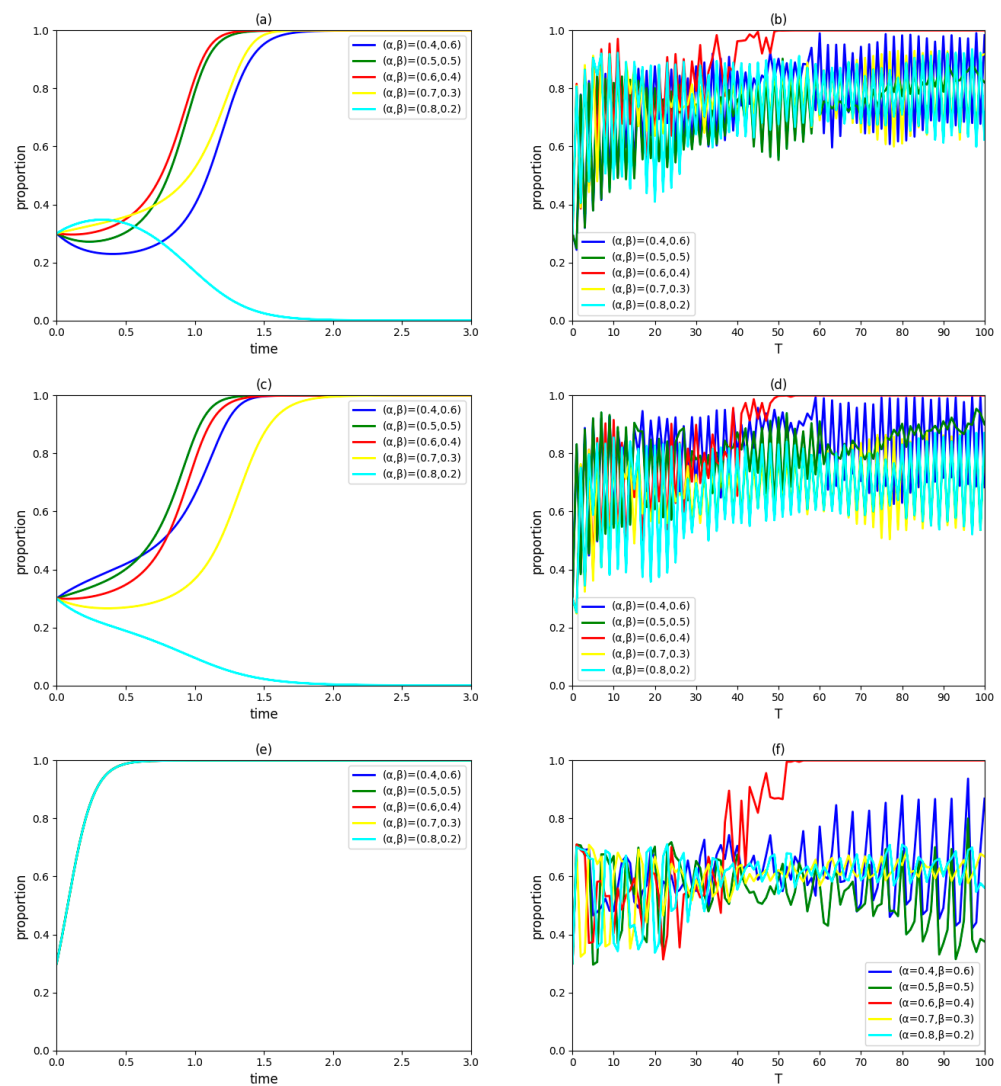 (a)
proportion
1.0
0.8
0.6
0.4
0.2
0.0
(α,β)=(0.4,0.6)
(α,β)=(0.5,0.5)
(α,β)=(0.6,0.4)
(α,β)=(0.7,0.3)
(α,β)=(0.8,0.2)
0.0 0.5 1.0 1.5 2.0 2.5 3.0
time
(b)
proportion
1.0
0.8
0.6
0.4
0.2
0.0
(α,β)=(0.4,0.6)
(α,β)=(0.5,0.5)
(α,β)=(0.6,0.4)
(α,β)=(0.7,0.3)
(α,β)=(0.8,0.2)
0 10 20 30 40 50 60 70 80 90 100
T
(c)
proportion
1.0
0.8
0.6
0.4
0.2
0.0
(α,β)=(0.4,0.6)
(α,β)=(0.5,0.5)
(α,β)=(0.6,0.4)
(α,β)=(0.7,0.3)
(α,β)=(0.8,0.2)
0.0 0.5 1.0 1.5 2.0 2.5 3.0
time
(d)
proportion
1.0
0.8
0.6
0.4
0.2
0.0
(α,β)=(0.4,0.6)
(α,β)=(0.5,0.5)
(α,β)=(0.6,0.4)
(α,β)=(0.7,0.3)
(α,β)=(0.8,0.2)
0 10 20 30 40 50 60 70 80 90 100
T
(e)
proportion
1.0
0.8
0.6
0.4
0.2
0.0
(α,β)=(0.4,0.6)
(α,β)=(0.5,0.5)
(α,β)=(0.6,0.4)
(α,β)=(0.7,0.3)
(α,β)=(0.8,0.2)
0.0 0.5 1.0 1.5 2.0 2.5 3.0
time
(f)
proportion
1.0
0.8
0.6
0.4
0.2
0.0
(α=0.4,β=0.6)
(α=0.5,β=0.5)
(α=0.6,β=0.4)
(α=0.7,β=0.3)
(α=0.8,β=0.2)
0 10 20 30 40 50 60 70 80 90 100
T